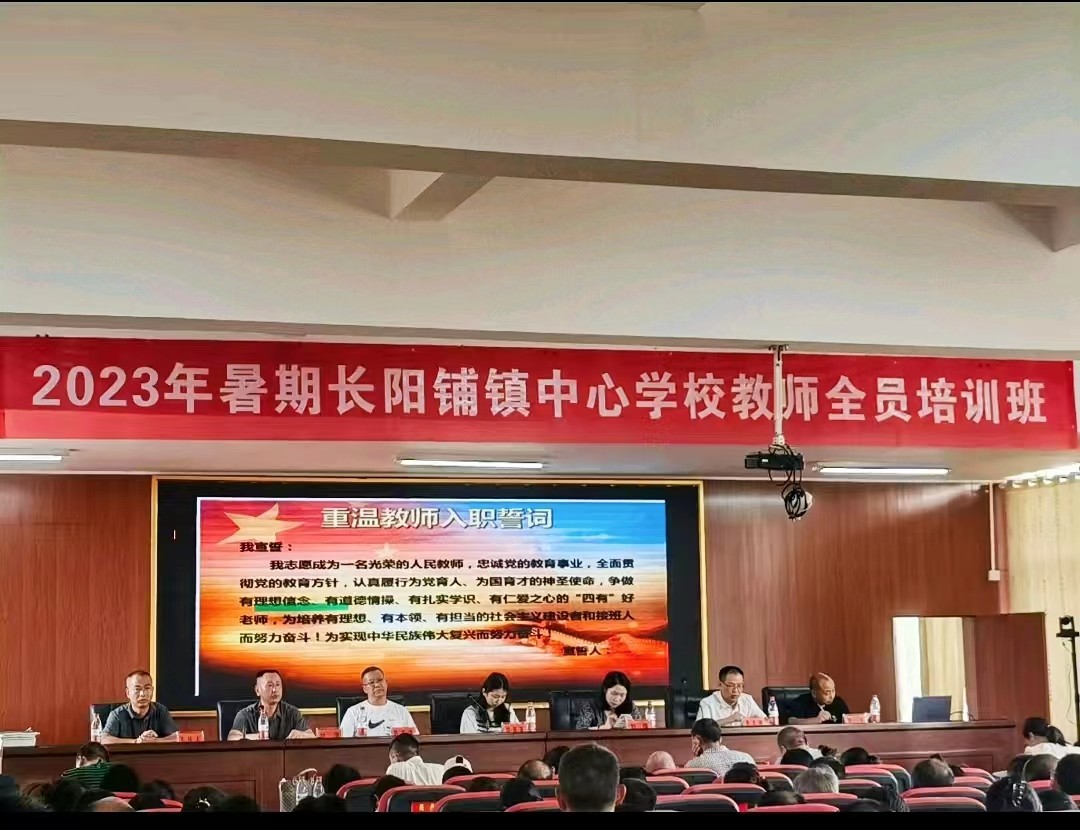 2023年暑期长阳铺镇中心学校教师全员培训班
重温教师入职誓词
我宣誓：
我志愿成为一名光荣的人民教师，忠诚党的教育事业，全面贯
彻党的教育方针，认真履行为党育人、为国育才的神圣使命，争做
有理想信念、有道德情操、有扎实学识、有仁爱之心的"四有"好
老师，为培养有理想、有本领、有担当的社会主义建设者和接班人
而努力奋斗！为实现中华民族伟大复兴而努力奋斗！
宣誓人：